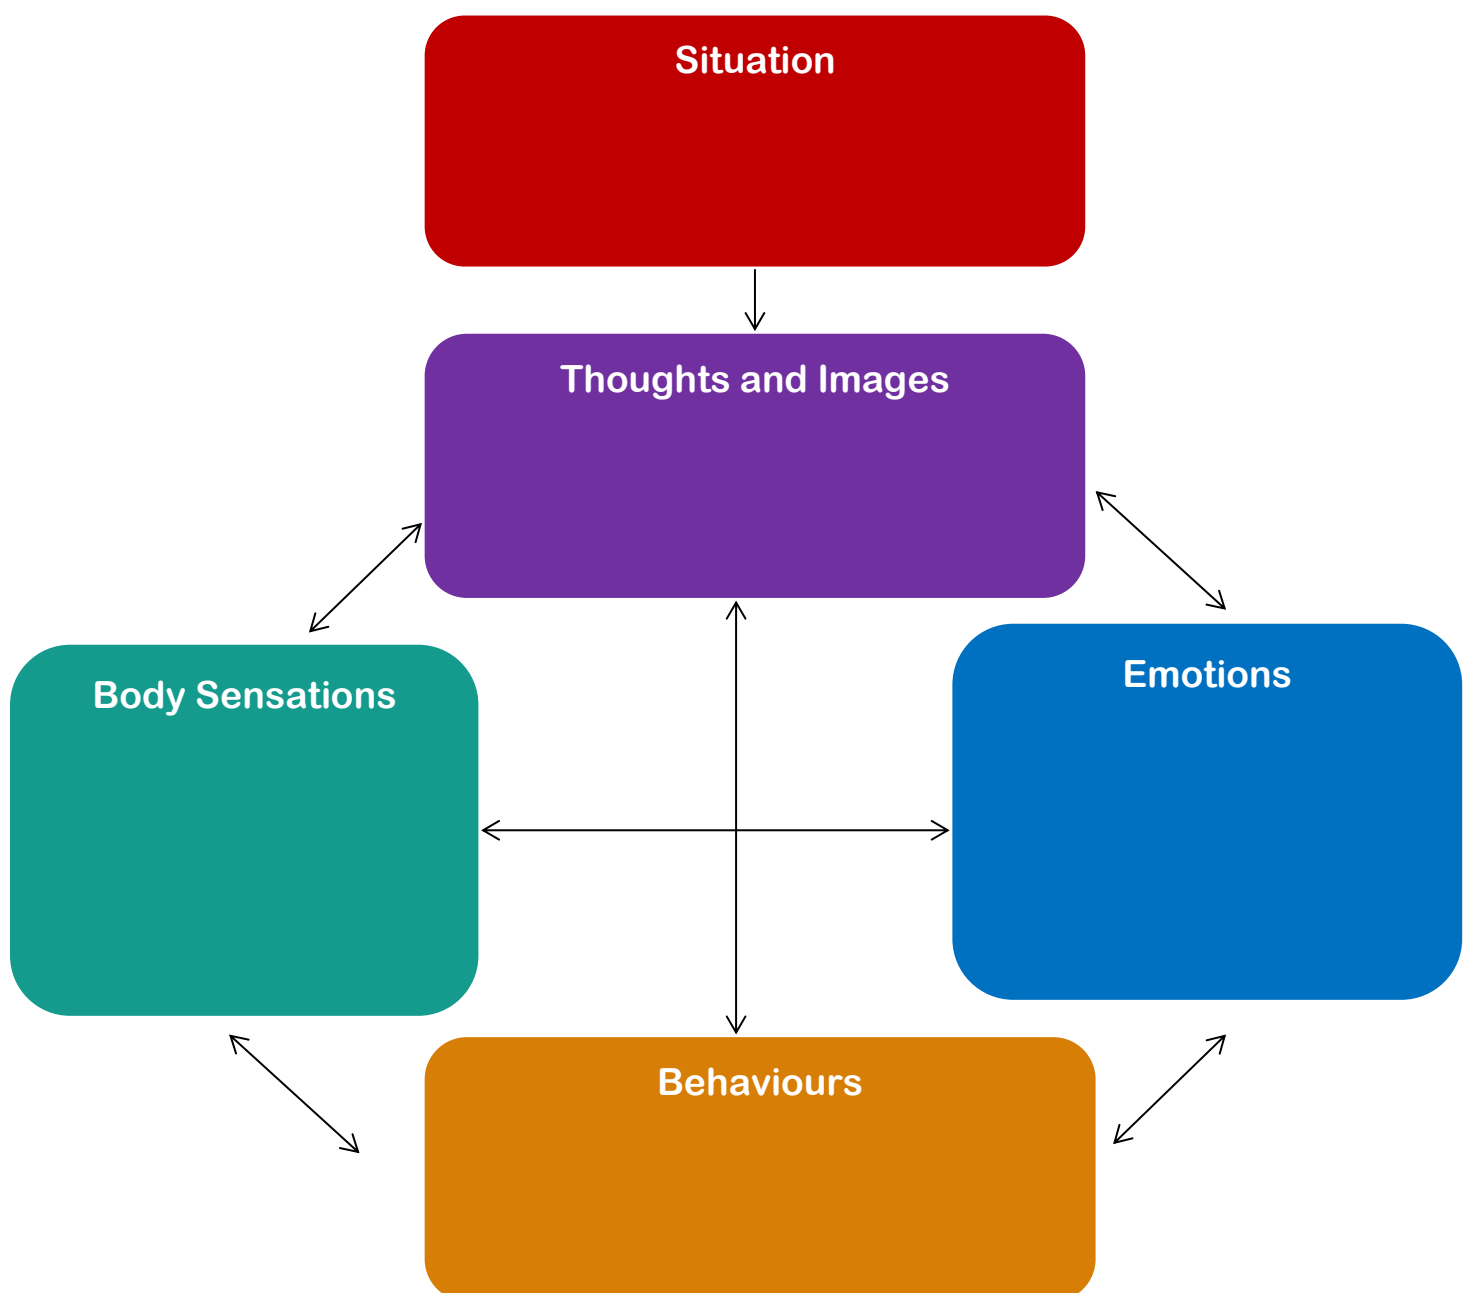 Situation
Thoughts and Images
Body Sensations
Emotions
Behaviours